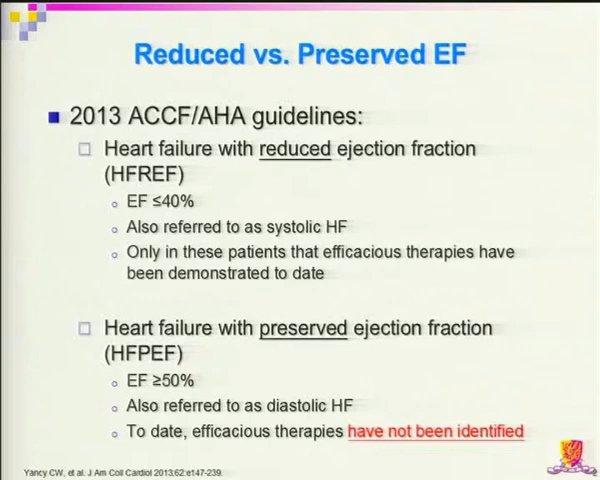 Reduced vs. Preserved EF
2013 ACCF/AHA guidelines:
Heart failure with reduced ejection fraction
(HFREF)
EF ≤40%
Also referred to as systolic HF
Only in these patients that efficacious therapies have
been demonstrated to date
Heart failure with preserved ejection fraction
(HFPEF)
EF ≥50%
Also referred to as diastolic HF
To date, efficacious therapies have not been identified
Yancy CW, et al. J Am Coll Cardiol 2013;62:e147-239.
2